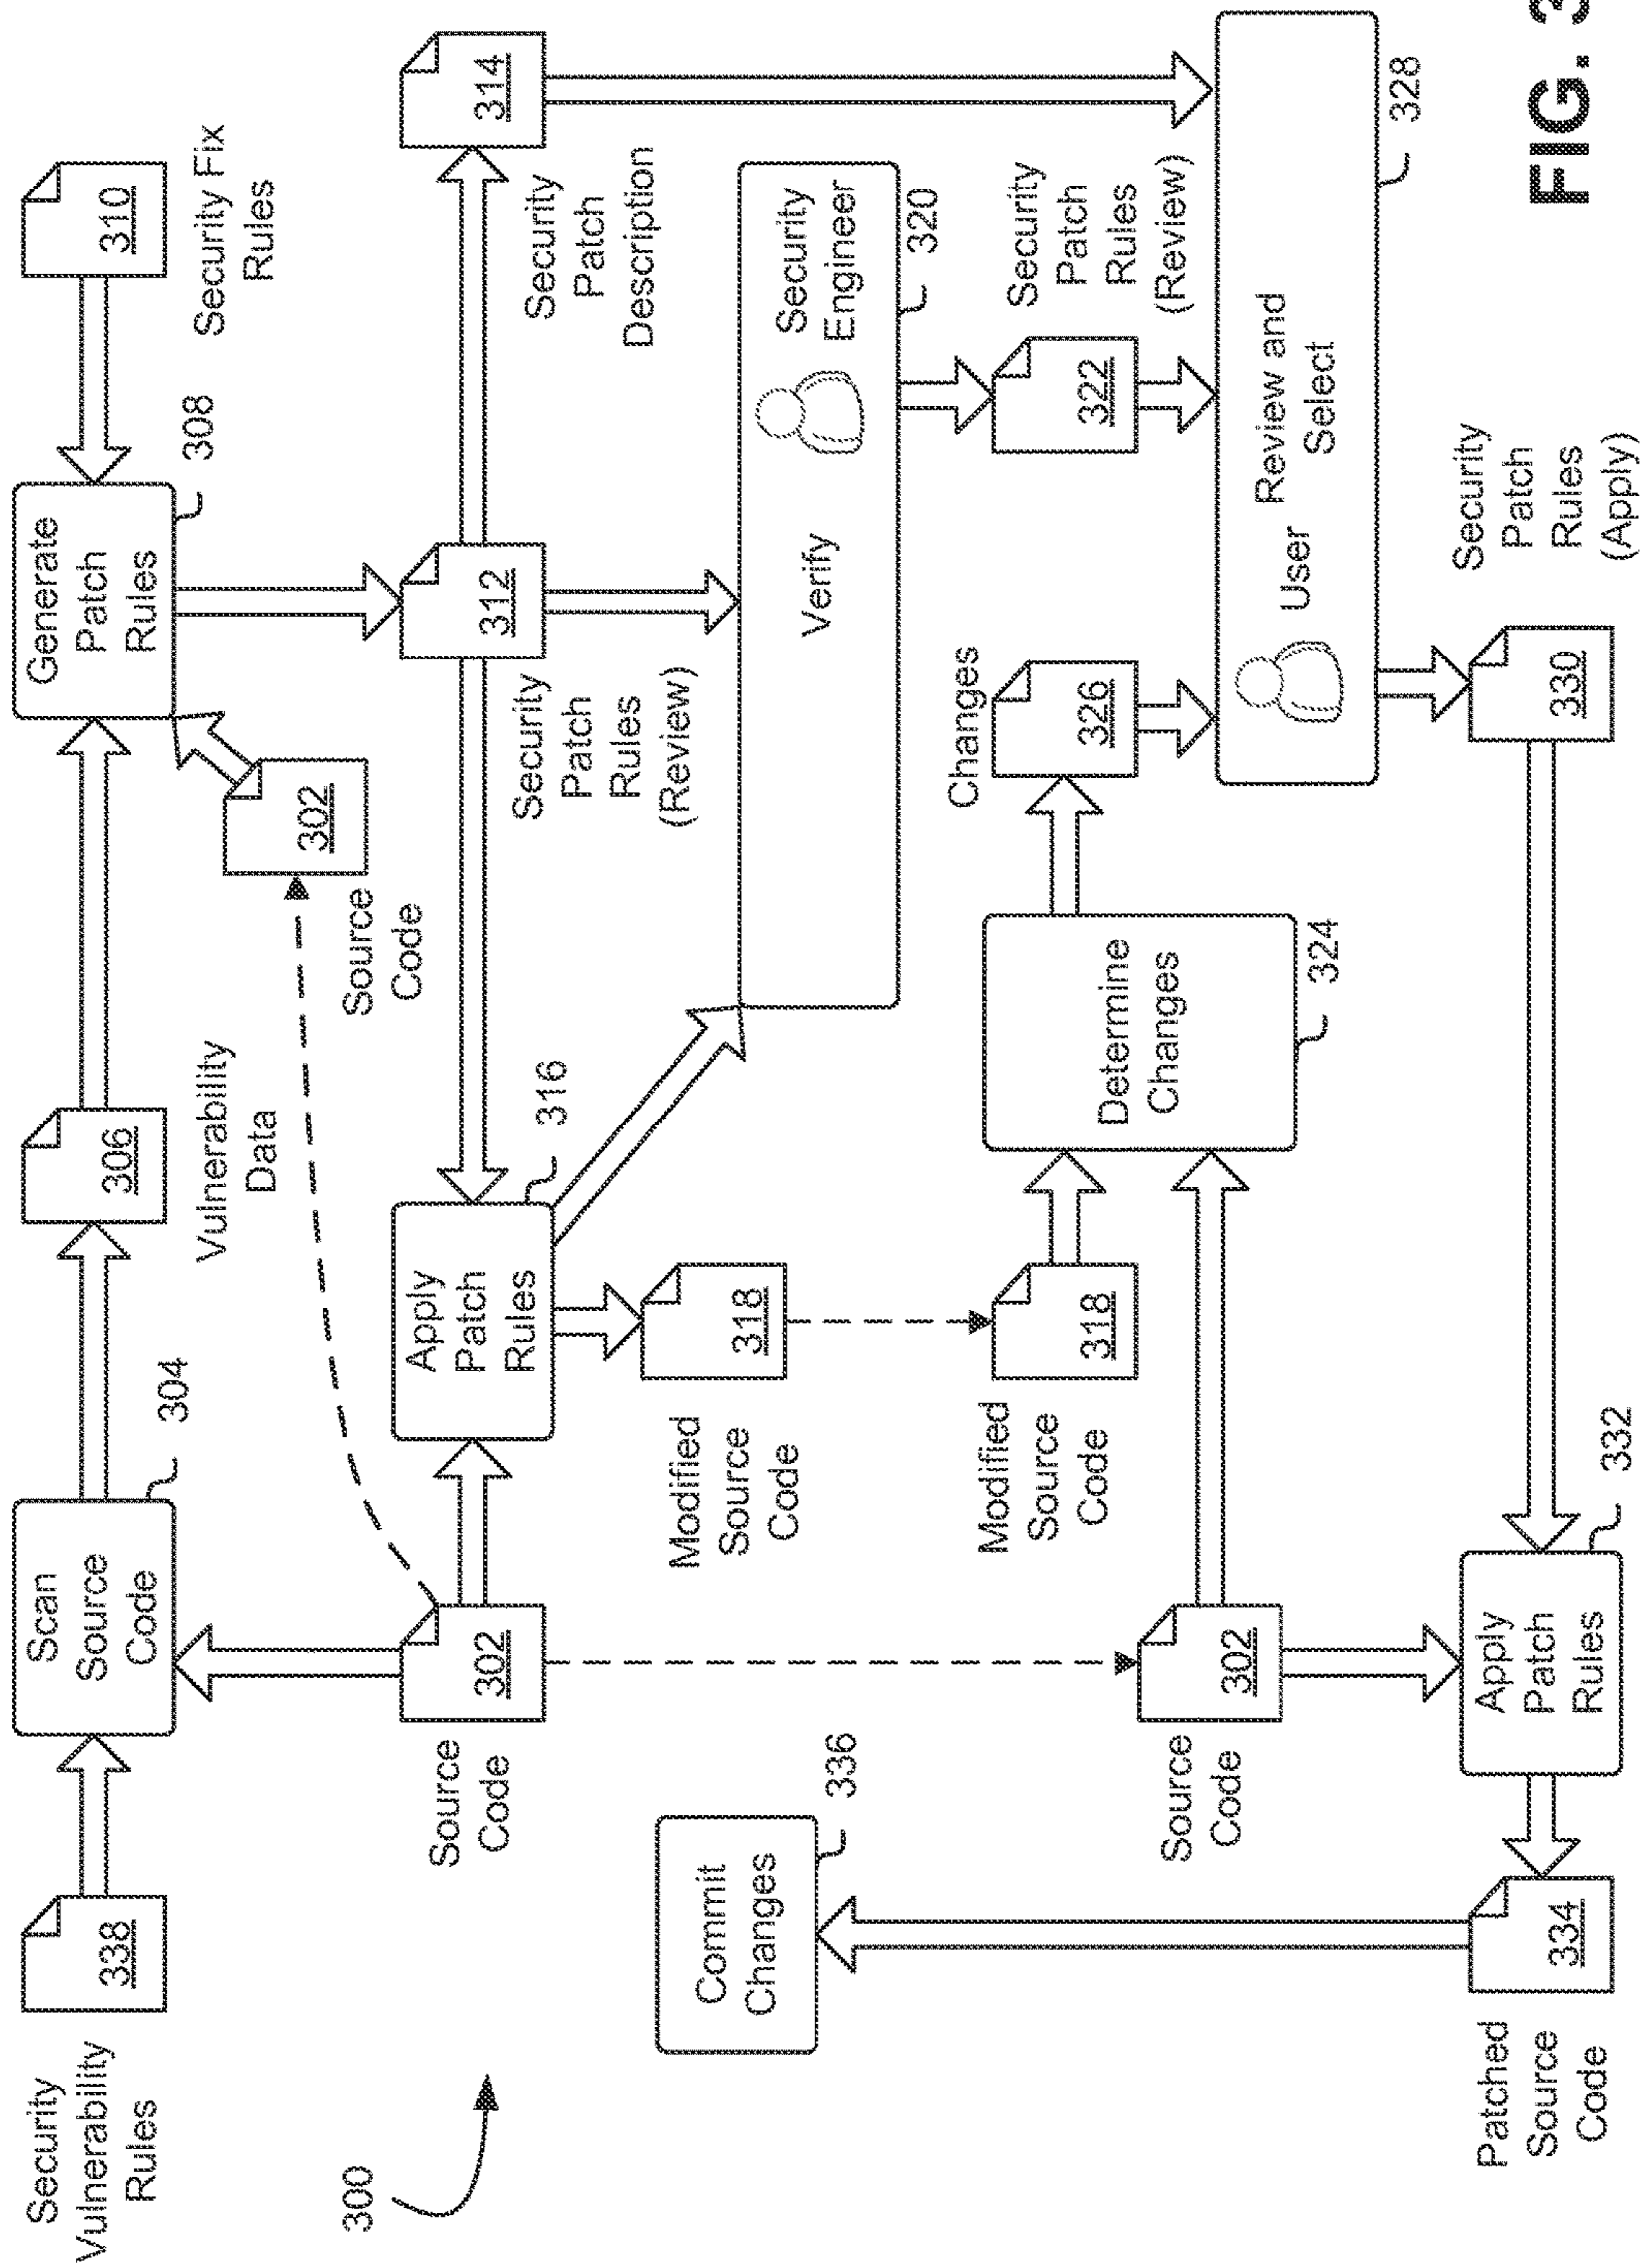 Security
Vulnerability
Rules
338
Scan
Source
Code
304
306
Vulnerability
Data
Generate
Patch
Rules
308
310
Security Fix
Rules
302
Source
Code
300
Source
Code
302
Apply
Patch
Rules
316
312
Security
Patch
Rules
(Review)
314
Security
Patch
Description
318
Modified
Source
Code
Verify
Security
Engineer
320
Commit
Changes
336
Modified
Source
Code
318
Determine
Changes
324
Changes
326
322
Security
Patch
Rules
(Review)
Source
Code
302
User
Review and
Select
328
Patched
Source
Code
334
Apply
Patch
Rules
332
330
Security
Patch
Rules
(Apply)
FIG. 3